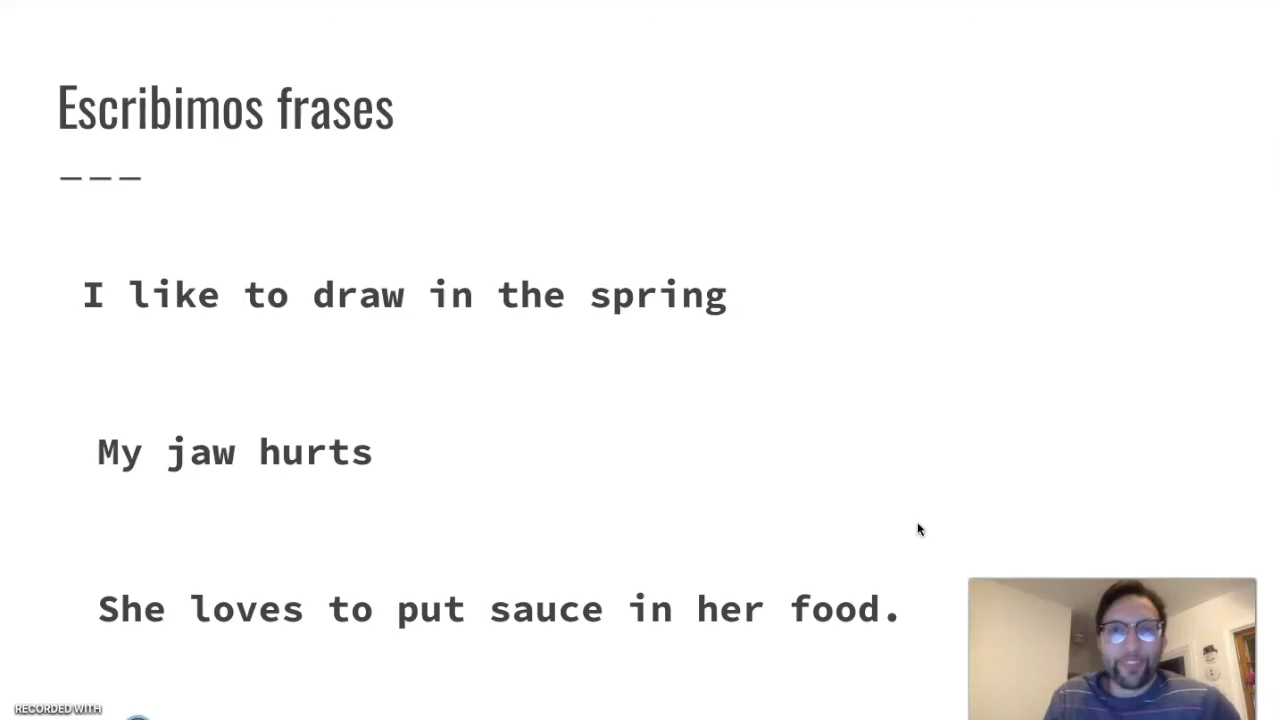 Escribimos frases
I like to draw in the spring
My jaw hurts
She loves to put sauce in her food.
RECORDED WITH